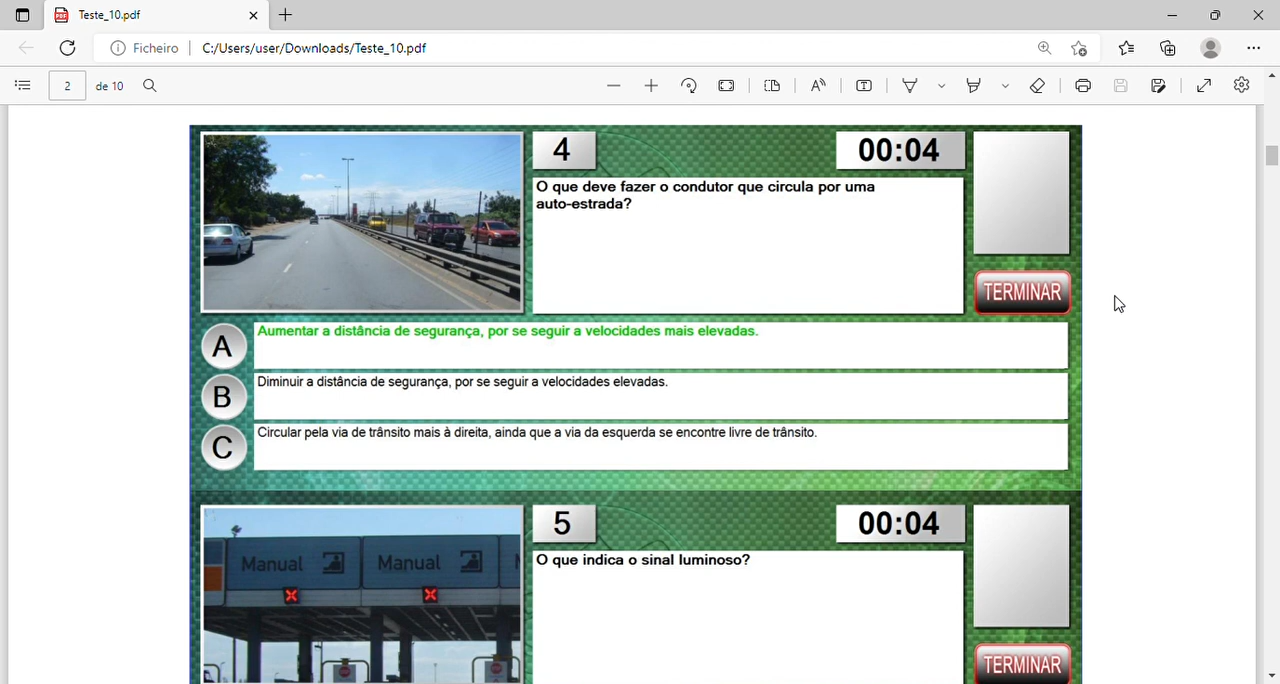 Teste_10.pdf
Ficheiro
C:/Users/user/Downloads/Teste_10.pdf
2 de 10
4
00:04
O que deve fazer o condutor que circula por uma
auto-estrada?
TERMINAR
A
Aumentar a distância de segurança, por se seguir a velocidades mais elevadas.
B
Diminuir a distância de segurança, por se seguir a velocidades elevadas.
C
Circular pela via de trânsito mais à direita, ainda que a via da esquerda se encontre livre de trânsito.
5
00:04
O que indica o sinal luminoso?
Manual
Manual
TERMINAR